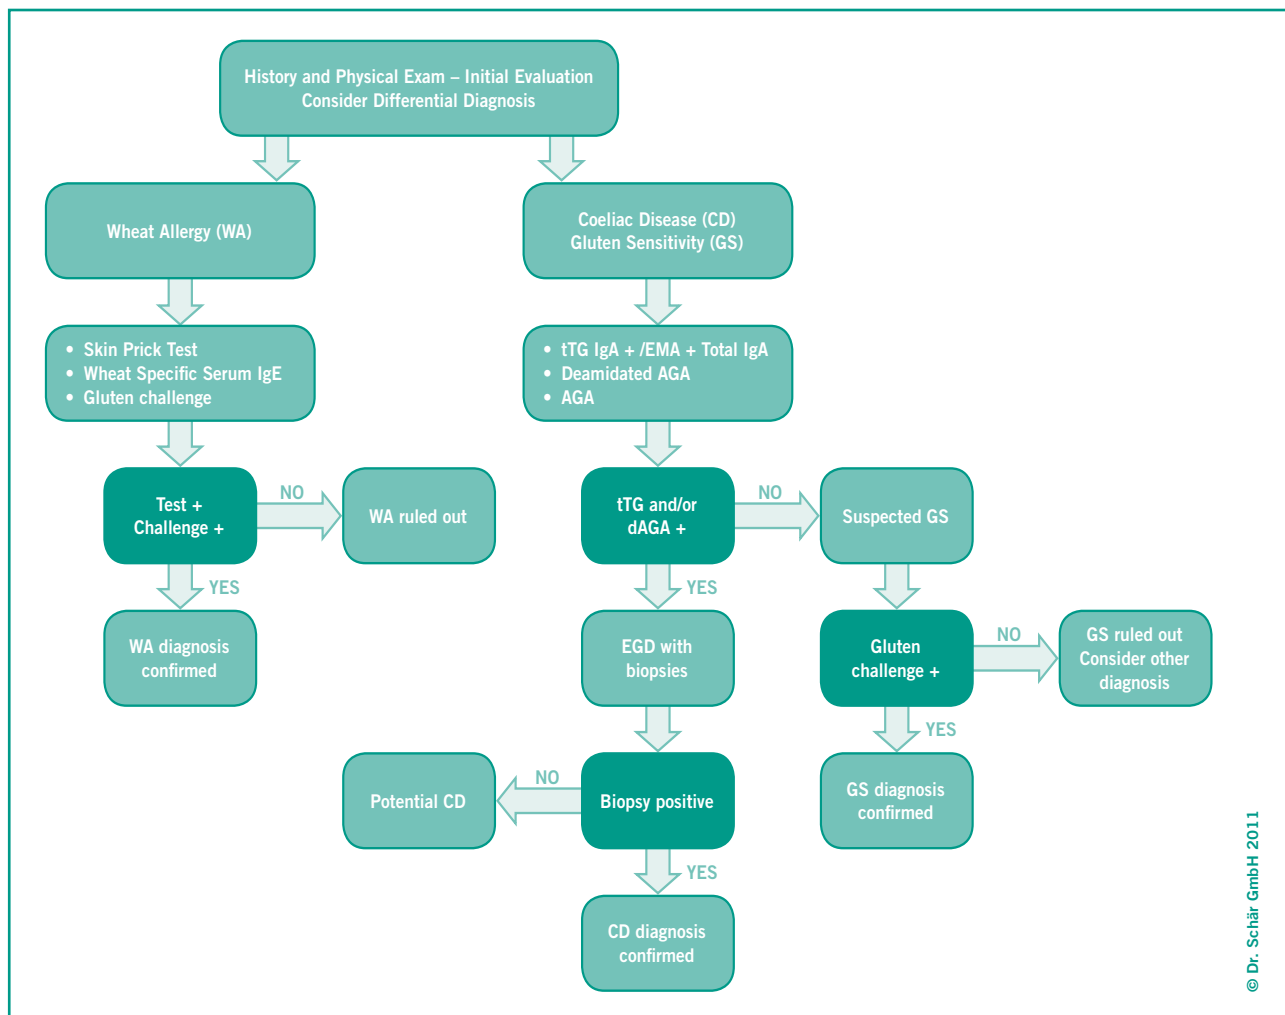 History and Physical Exam – Initial Evaluation
Consider Differential Diagnosis
Wheat Allergy (WA)
Coeliac Disease (CD)
Gluten Sensitivity (GS)
• Skin Prick Test
• Wheat Specific Serum IgE
• Gluten challenge
• tTG IgA + /EMA + Total IgA
• Deamidated AGA
• AGA
Test +
Challenge +
NO
WA ruled out
tTG and/or
dAGA +
NO
Suspected GS
YES
YES
WA diagnosis
confirmed
EGD with
biopsies
Gluten
challenge +
NO
GS ruled out
Consider other
diagnosis
YES
Potential CD
NO
Biopsy positive
GS diagnosis
confirmed
YES
CD diagnosis
confirmed
© Dr. Schär GmbH 2011